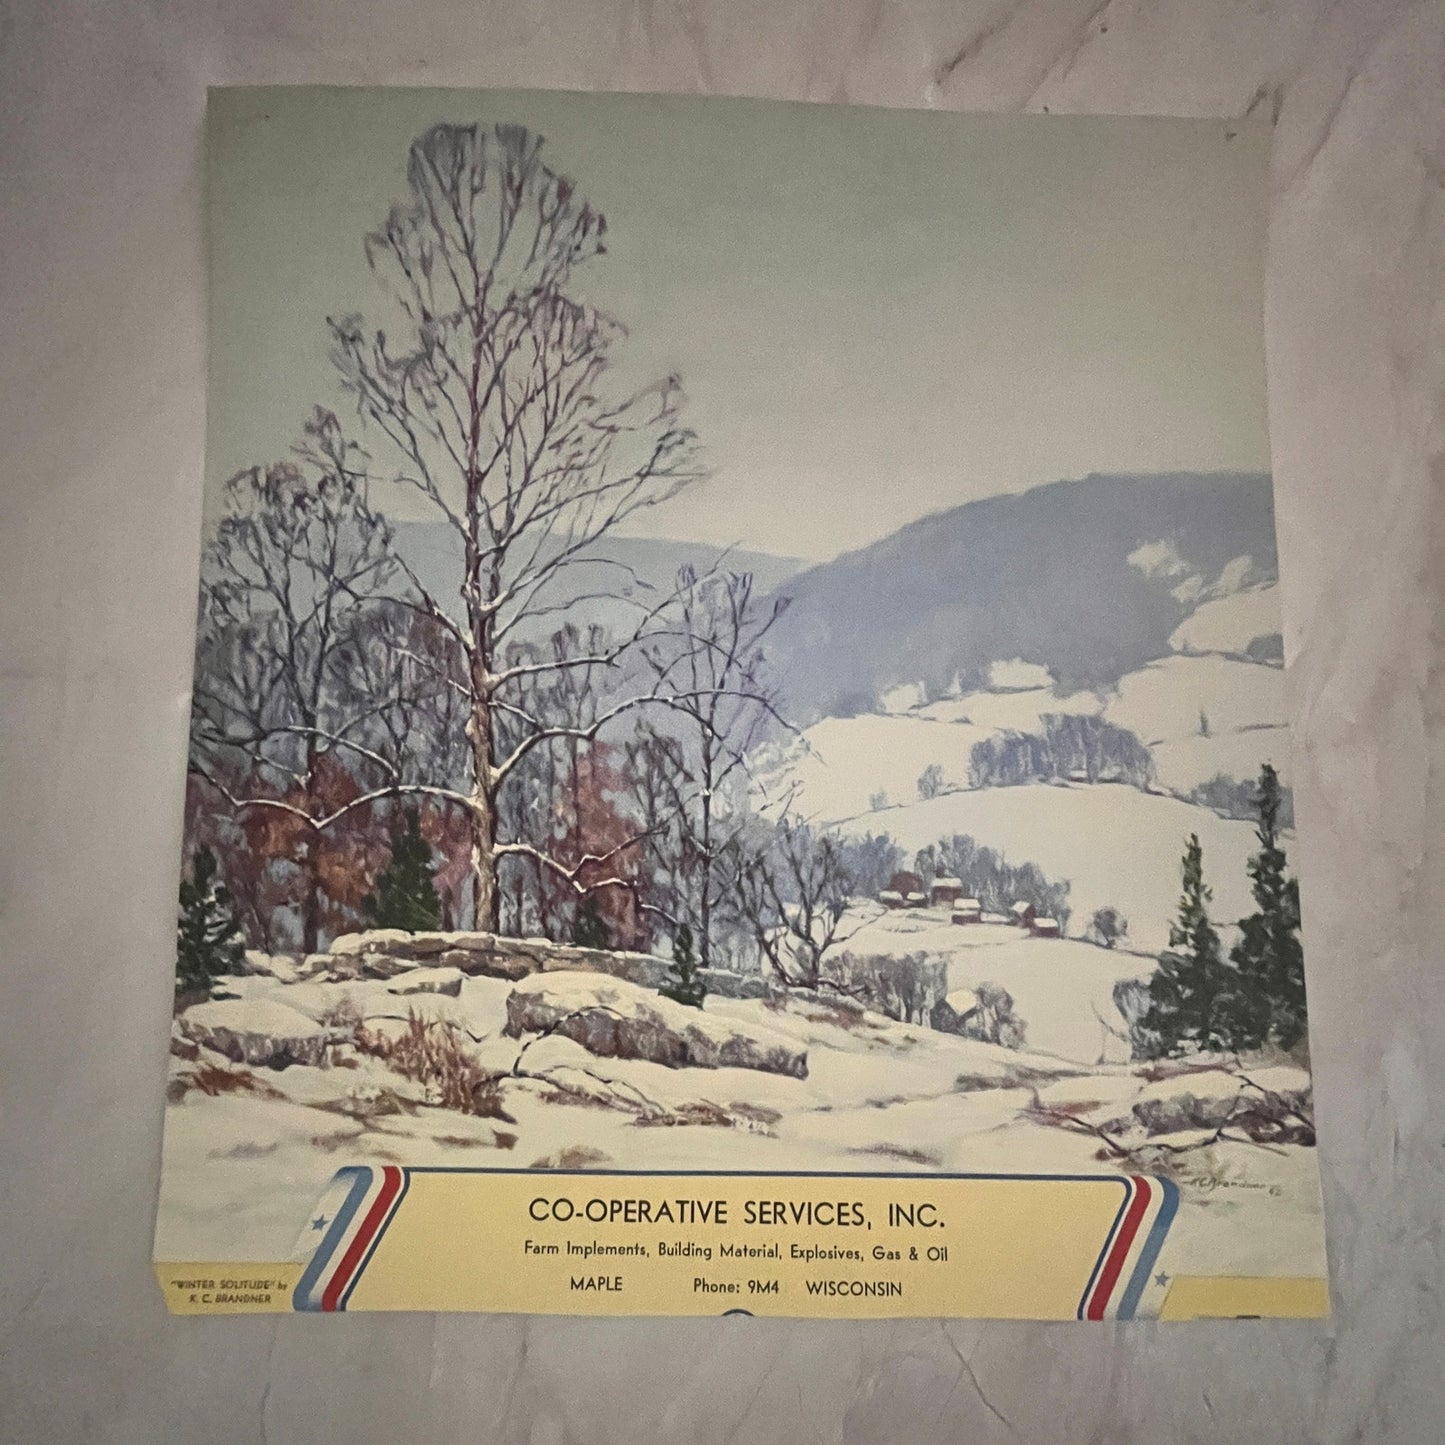 K.C. Brandner
CO-OPERATIVE SERVICES, INC.
Farm Implements, Building Material, Explosives, Gas & Oil
MAPLE Phone: 9M4 WISCONSIN
"WINTER SOLITUDE" by
K. C. BRANDNER